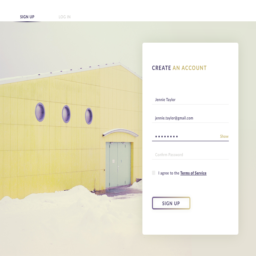 SIGN UP
LOG IN
CREATE AN ACCOUNT
Jennie Taylor
jennie.taylor@gmail.com
Show
Confirm Password
I agree to the Terms of Service
SIGN UP